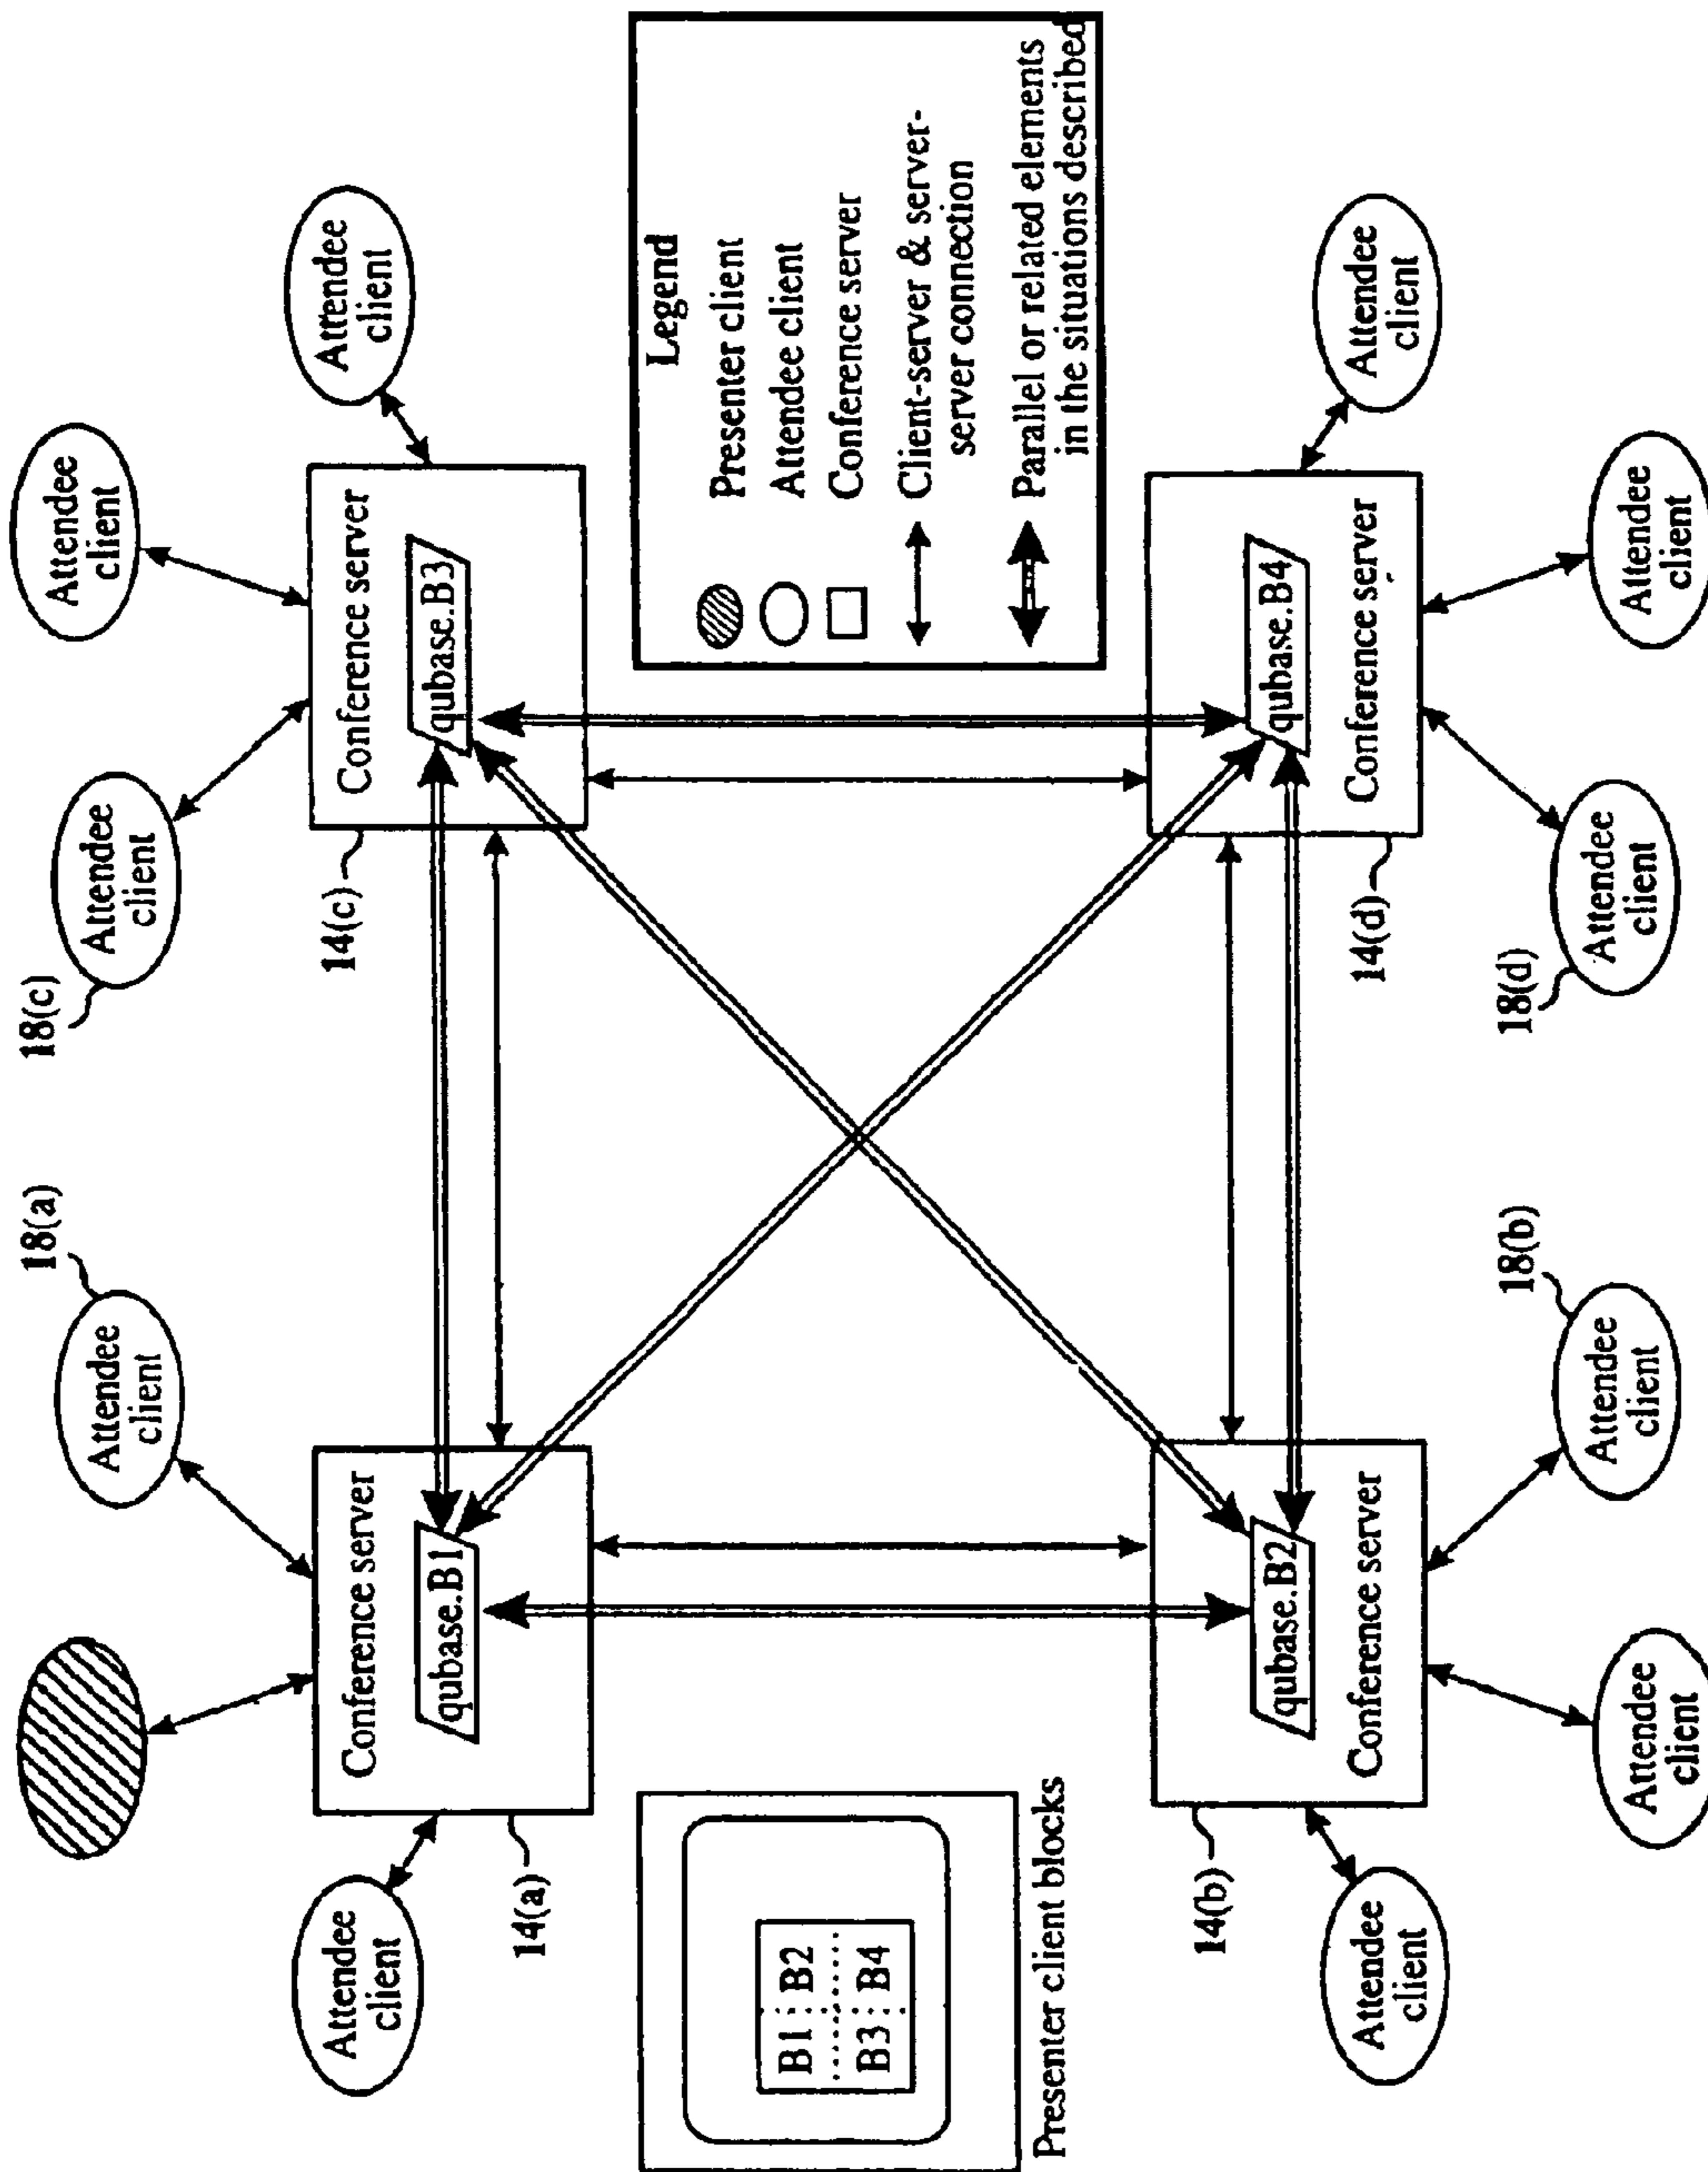 18(a)
18(c)
Attendee
client
Attendee
client
Attendee
client
Attendee
client
Attendee
client
14(a)
Conference server
qubase.B1
14(c)
Conference server
qubase.B3
B1 B2
B3 B4
Presenter client blocks
Legend
Presenter client
Attendee client
Conference server
Client-server & server-
server connection
Parallel or related elements
in the situations described
14(b)
qubase.B2
Conference server
14(d)
qubase.B4
Conference server
Attendee
client
Attendee
client
Attendee
client
18(b)
Attendee
client
18(d)
Attendee
client
Attendee
client